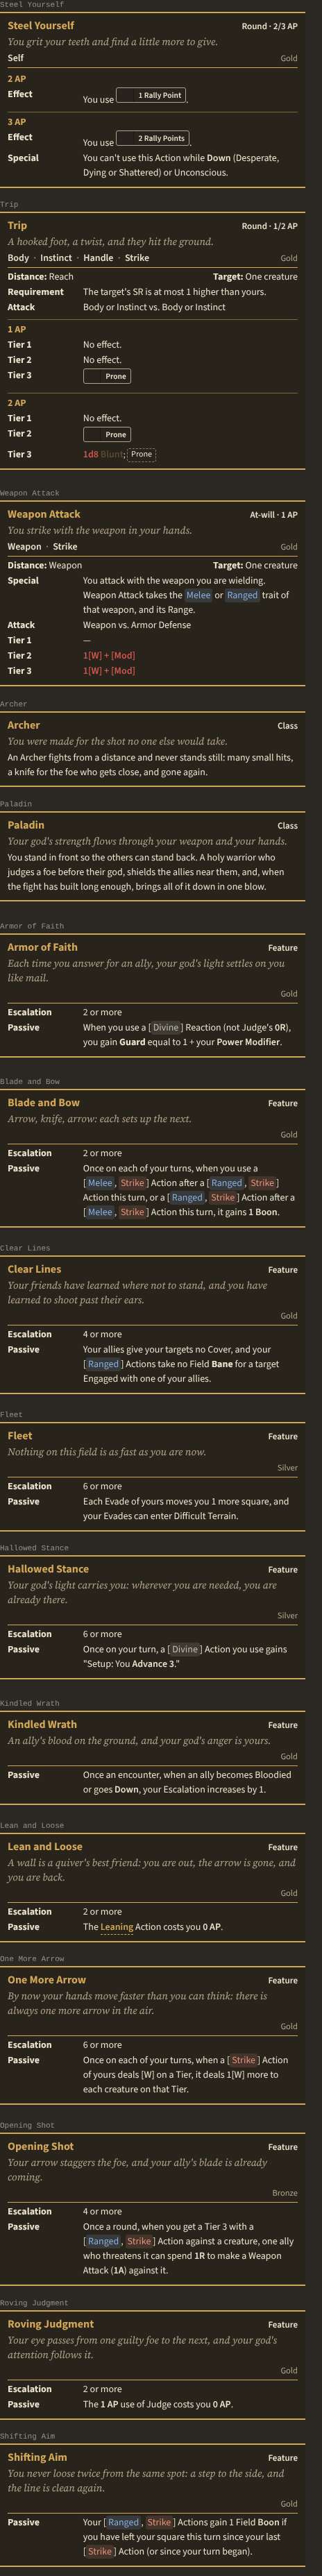 Steel Yourself
Steel Yourself Round · 2/3 AP
You grit your teeth and find a little more to give.
Self Gold
2 AP
Effect You use 1 Rally Point.
3 AP
Effect You use 2 Rally Points.
Special You can't use this Action while Down (Desperate,
Dying or Shattered) or Unconscious.
Trip
Trip Round · 1/2 AP
A hooked foot, a twist, and they hit the ground.
Body · Instinct · Handle · Strike Gold
Distance: Reach Target: One creature
Requirement The target's SR is at most 1 higher than yours.
Attack Body or Instinct vs. Body or Instinct
1 AP
Tier 1 No effect.
Tier 2 No effect.
Tier 3 Prone
2 AP
Tier 1 No effect.
Tier 2 Prone
Tier 3 1d8 Blunt; Prone
Weapon Attack
Weapon Attack At-will · 1 AP
You strike with the weapon in your hands.
Weapon · Strike Gold
Distance: Weapon Target: One creature
Special You attack with the weapon you are wielding.
Weapon Attack takes the Melee or Ranged trait of
that weapon, and its Range.
Attack Weapon vs. Armor Defense
Tier 1 —
Tier 2 1[W] + [Mod]
Tier 3 1[W] + [Mod]
Archer
Archer Class
You were made for the shot no one else would take.
An Archer fights from a distance and never stands still: many small hits,
a knife for the foe who gets close, and gone again.
Paladin
Paladin Class
Your god's strength flows through your weapon and your hands.
You stand in front so the others can stand back. A holy warrior who
judges a foe before their god, shields the allies near them, and, when
the fight has built long enough, brings all of it down in one blow.
Armor of Faith
Armor of Faith Feature
Each time you answer for an ally, your god's light settles on you
like mail.
Gold
Escalation 2 or more
Passive When you use a [Divine] Reaction (not Judge's 0R),
you gain Guard equal to 1 + your Power Modifier.
Blade and Bow
Blade and Bow Feature
Arrow, knife, arrow: each sets up the next.
Gold
Escalation 2 or more
Passive Once on each of your turns, when you use a
[Melee, Strike] Action after a [Ranged, Strike]
Action this turn, or a [Ranged, Strike] Action after a
[Melee, Strike] Action this turn, it gains 1 Boon.
Clear Lines
Clear Lines Feature
Your friends have learned where not to stand, and you have
learned to shoot past their ears.
Gold
Escalation 4 or more
Passive Your allies give your targets no Cover, and your
[Ranged] Actions take no Field Bane for a target
Engaged with one of your allies.
Fleet
Fleet Feature
Nothing on this field is as fast as you are now.
Silver
Escalation 6 or more
Passive Each Evade of yours moves you 1 more square, and
your Evades can enter Difficult Terrain.
Hallowed Stance
Hallowed Stance Feature
Your god's light carries you: wherever you are needed, you are
already there.
Silver
Escalation 6 or more
Passive Once on your turn, a [Divine] Action you use gains
"Setup: You Advance 3."
Kindled Wrath
Kindled Wrath Feature
An ally's blood on the ground, and your god's anger is yours.
Gold
Passive Once an encounter, when an ally becomes Bloodied
or goes Down, your Escalation increases by 1.
Lean and Loose
Lean and Loose Feature
A wall is a quiver's best friend: you are out, the arrow is gone, and
you are back.
Gold
Escalation 2 or more
Passive The Leaning Action costs you 0 AP.
One More Arrow
One More Arrow Feature
By now your hands move faster than you can think: there is
always one more arrow in the air.
Gold
Escalation 6 or more
Passive Once on each of your turns, when a [Strike] Action
of yours deals [W] on a Tier, it deals 1[W] more to
each creature on that Tier.
Opening Shot
Opening Shot Feature
Your arrow staggers the foe, and your ally's blade is already
coming.
Bronze
Escalation 4 or more
Passive Once a round, when you get a Tier 3 with a
[Ranged, Strike] Action against a creature, one ally
who threatens it can spend 1R to make a Weapon
Attack (1A) against it.
Roving Judgment
Roving Judgment Feature
Your eye passes from one guilty foe to the next, and your god's
attention follows it.
Gold
Escalation 2 or more
Passive The 1 AP use of Judge costs you 0 AP.
Shifting Aim
Shifting Aim Feature
You never loose twice from the same spot: a step to the side, and
the line is clean again.
Gold
Passive Your [Ranged, Strike] Actions gain 1 Field Boon if
you have left your square this turn since your last
[Strike] Action (or since your turn began).